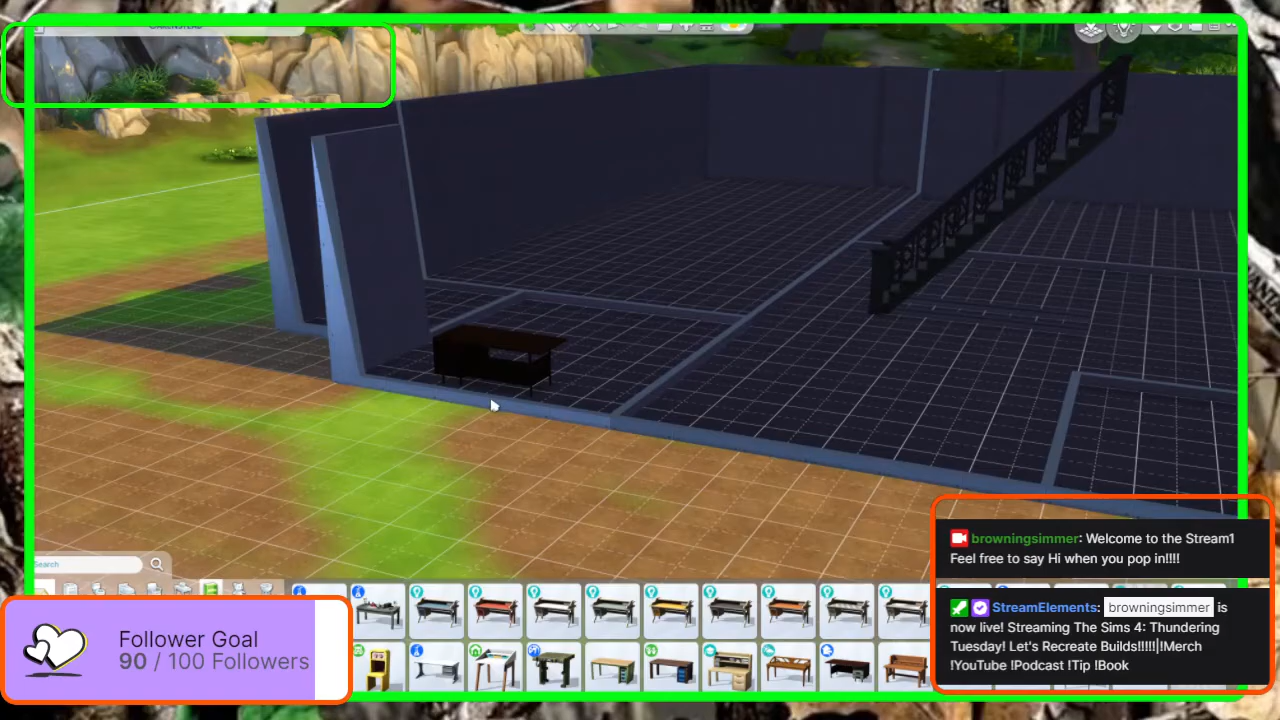 Search
Follower Goal
90 / 100 Followers
browningsimmer: Welcome to the Stream1
Feel free to say Hi when you pop in!!!!
StreamElements: browningsimmer is
now live! Streaming The Sims 4: Thundering
Tuesday! Let's Recreate Builds!!!!!||!Merch
!YouTube !Podcast !Tip !Book